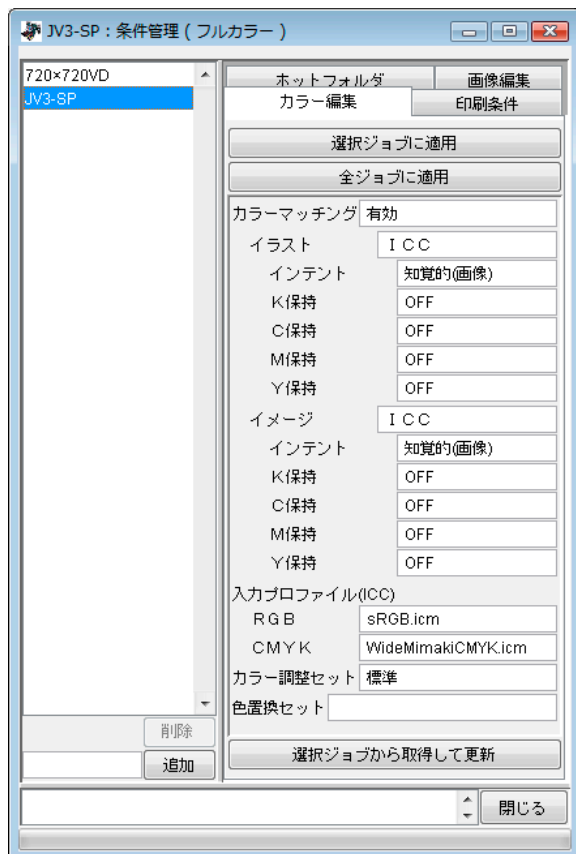 JV3-SP：条件管理 ( フルカラー )
720×720VD
JV3-SP
削除
追加
ホットフォルダ 画像編集
カラー編集 印刷条件
選択ジョブに適用
全ジョブに適用
カラーマッチング 有効
イラスト ＩＣＣ
インテント 知覚的(画像)
K保持 OFF
C保持 OFF
M保持 OFF
Y保持 OFF
イメージ ＩＣＣ
インテント 知覚的(画像)
K保持 OFF
C保持 OFF
M保持 OFF
Y保持 OFF
入力プロファイル(ICC)
ＲＧＢ sRGB.icm
ＣＭＹＫ WideMimakiCMYK.icm
カラー調整セット 標準
色置換セット
選択ジョブから取得して更新
閉じる